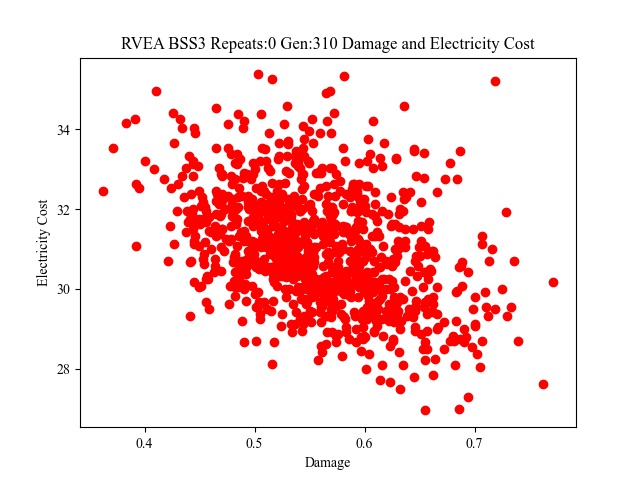 RVEA BSS3 Repeats:0 Gen:310 Damage and Electricity Cost
34
32
30
28
Electricity Cost
0.4 0.5 0.6 0.7
Damage